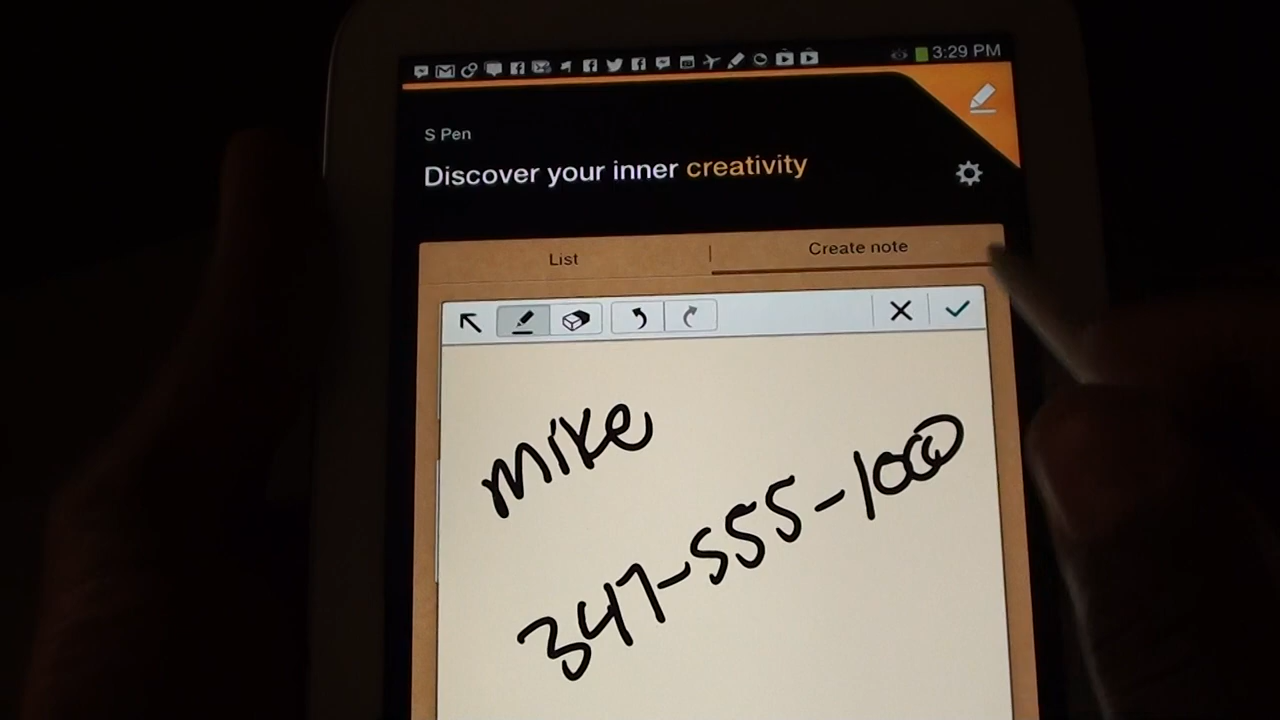 3:29 PM
S Pen
Discover your inner creativity
List
Create note
mike
347-555-1000